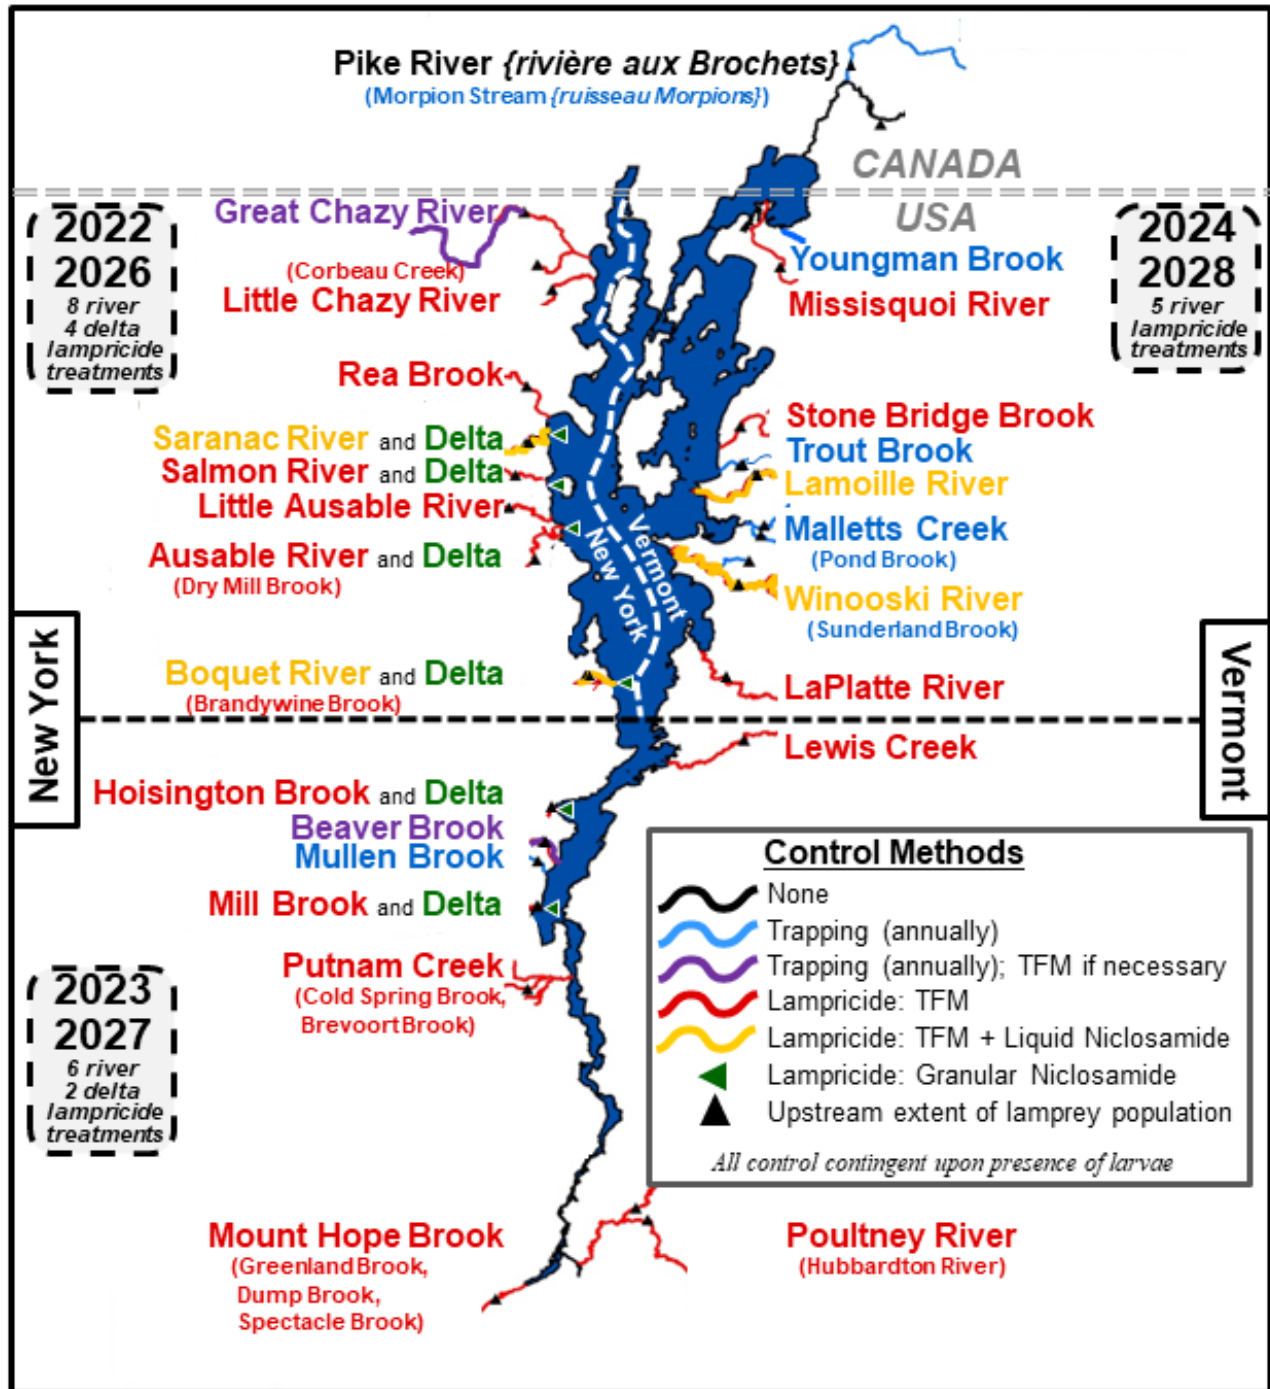 Pike River {rivière aux Brochets}
(Morpion Stream {ruisseau Morpions})
CANADA
USA
2022
2026
8 river
4 delta
lampricide
treatments
Great Chazy River
(Corbeau Creek)
Little Chazy River
Rea Brook
Saranac River and Delta
Salmon River and Delta
Little Ausable River
Ausable River and Delta
(Dry Mill Brook)
Boquet River and Delta
(Brandywine Brook)
2024
2028
5 river
lampricide
treatments
Youngman Brook
Missisquoi River
Stone Bridge Brook
Trout Brook
Lamoille River
Malletts Creek
(Pond Brook)
Winooski River
(Sunderland Brook)
LaPlatte River
Lewis Creek
Vermont
New York
New York
Vermont
Hoisington Brook and Delta
Beaver Brook
Mullen Brook
Mill Brook and Delta
Putnam Creek
(Cold Spring Brook,
Brevoort Brook)
2023
2027
6 river
2 delta
lampricide
treatments
Mount Hope Brook
(Greenland Brook,
Dump Brook,
Spectacle Brook)
Control Methods
None
Trapping (annually)
Trapping (annually); TFM if necessary
Lampricide: TFM
Lampricide: TFM + Liquid Niclosamide
Lampricide: Granular Niclosamide
Upstream extent of lamprey population
All control contingent upon presence of larvae
Poultney River
(Hubbardton River)